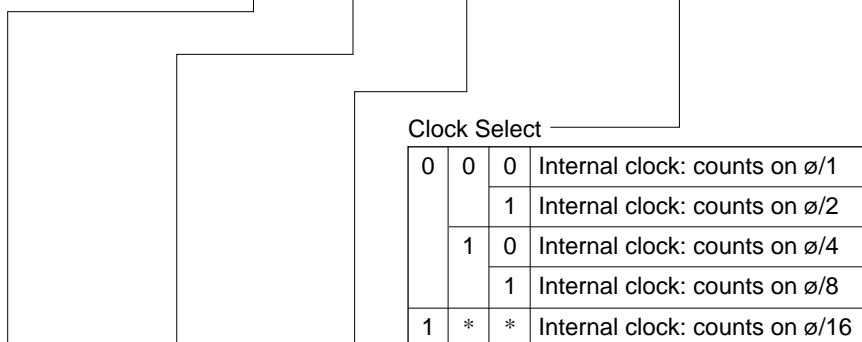 Clock Select
0 0 0 Internal clock: counts on ø/1
1 Internal clock: counts on ø/2
1 0 Internal clock: counts on ø/4
1 Internal clock: counts on ø/8
1 * * Internal clock: counts on ø/16